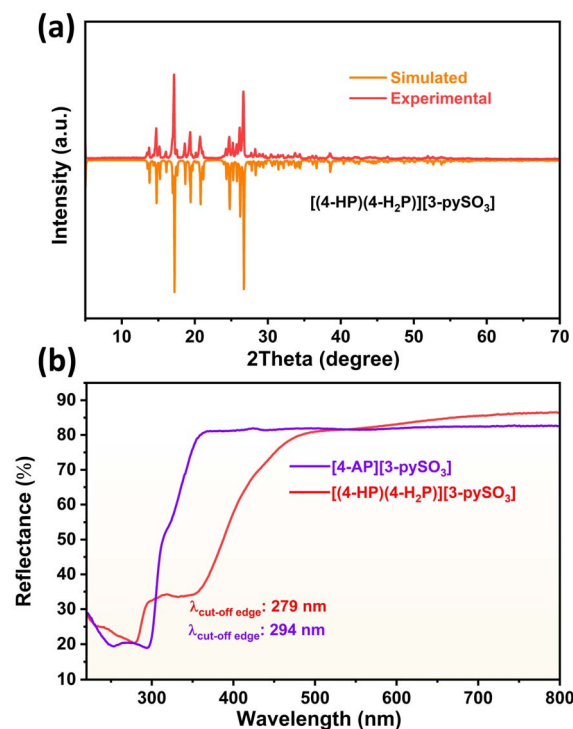 (a)
Simulated
Experimental
[(4-HP)(4-H₂P)][3-pySO₃]
Intensity (a.u.)
10 20 30 40 50 60 70
2Theta (degree)
(b)
90
80
70
60
50
40
30
20
10
Reflectance (%)
[4-AP][3-pySO₃]
[(4-HP)(4-H₂P)][3-pySO₃]
λcut-off edge: 279 nm
λcut-off edge: 294 nm
300 400 500 600 700 800
Wavelength (nm)